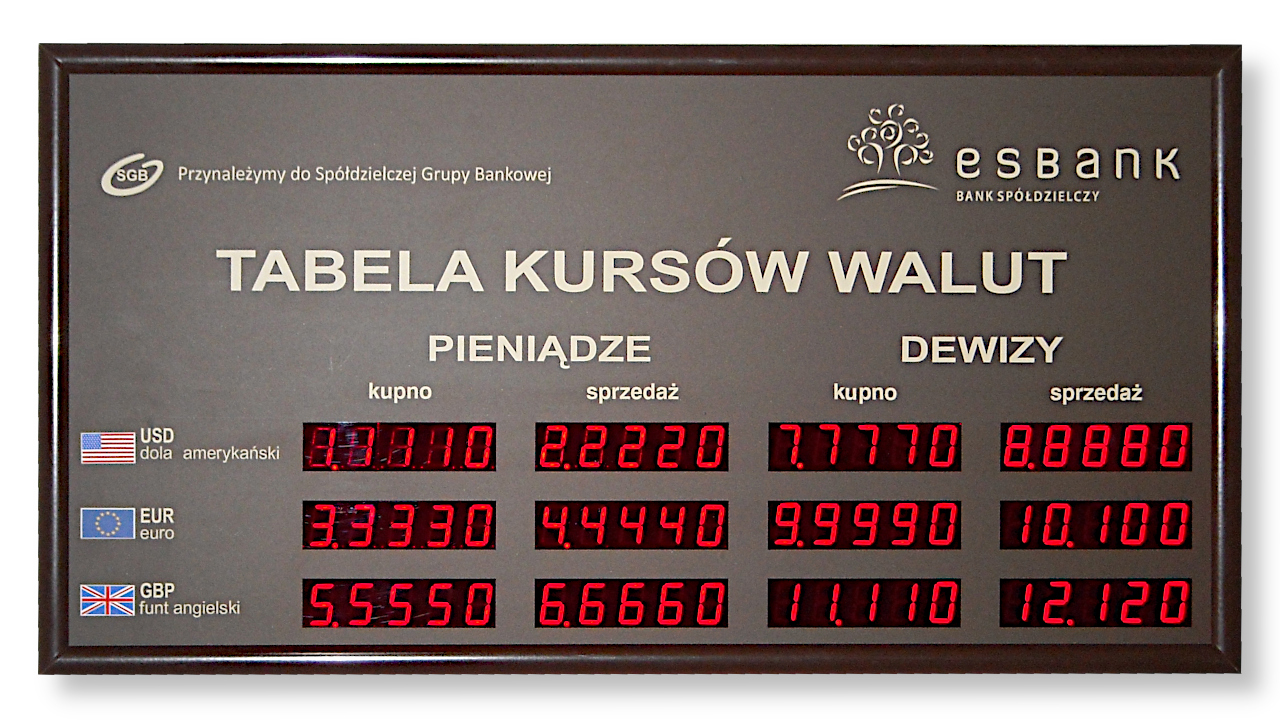 SGB Przynależymy do Spółdzielczej Grupy Bankowej
esbank
BANK SPÓŁDZIELCZY
TABELA KURSÓW WALUT
PIENIĄDZE DEWIZY
kupno sprzedaż kupno sprzedaż
USD
dola amerykański 1.1110 2.2220 7.7770 8.8880
EUR
euro 3.3330 4.4440 9.9990 10.100
GBP
funt angielski 5.5550 6.6660 11.110 12.120